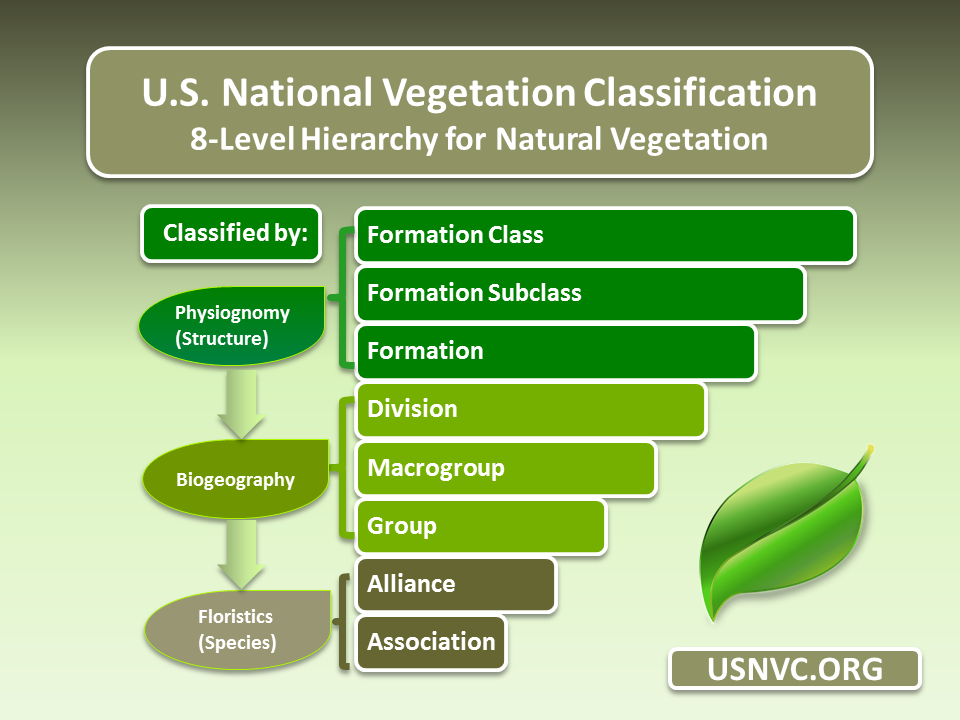 U.S. National Vegetation Classification
8-Level Hierarchy for Natural Vegetation
Classified by:
Physiognomy
(Structure)
Biogeography
Floristics
(Species)
Formation Class
Formation Subclass
Formation
Division
Macrogroup
Group
Alliance
Association
USNVC.ORG